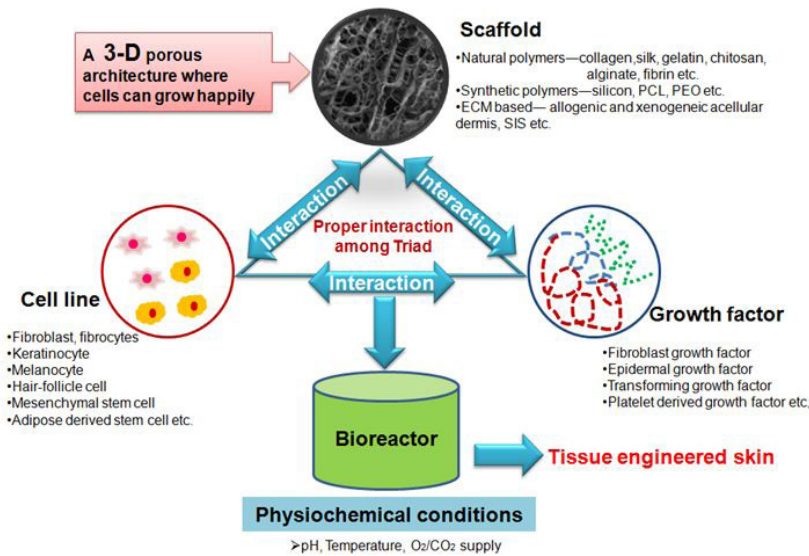 A 3-D porous
architecture where
cells can grow happily
Scaffold
•Natural polymers—collagen,silk, gelatin, chitosan,
alginate, fibrin etc.
•Synthetic polymers—silicon, PCL, PEO etc.
•ECM based— allogenic and xenogeneic acellular
dermis, SIS etc.
Interaction
Interaction
Proper interaction
among Triad
Interaction
Cell line
•Fibroblast, fibrocytes
•Keratinocyte
•Melanocyte
•Hair-follicle cell
•Mesenchymal stem cell
•Adipose derived stem cell etc.
Growth factor
•Fibroblast growth factor
•Epidermal growth factor
•Transforming growth factor
•Platelet derived growth factor etc,
Bioreactor
Tissue engineered skin
Physiochemical conditions
➢pH, Temperature, O₂/CO₂ supply